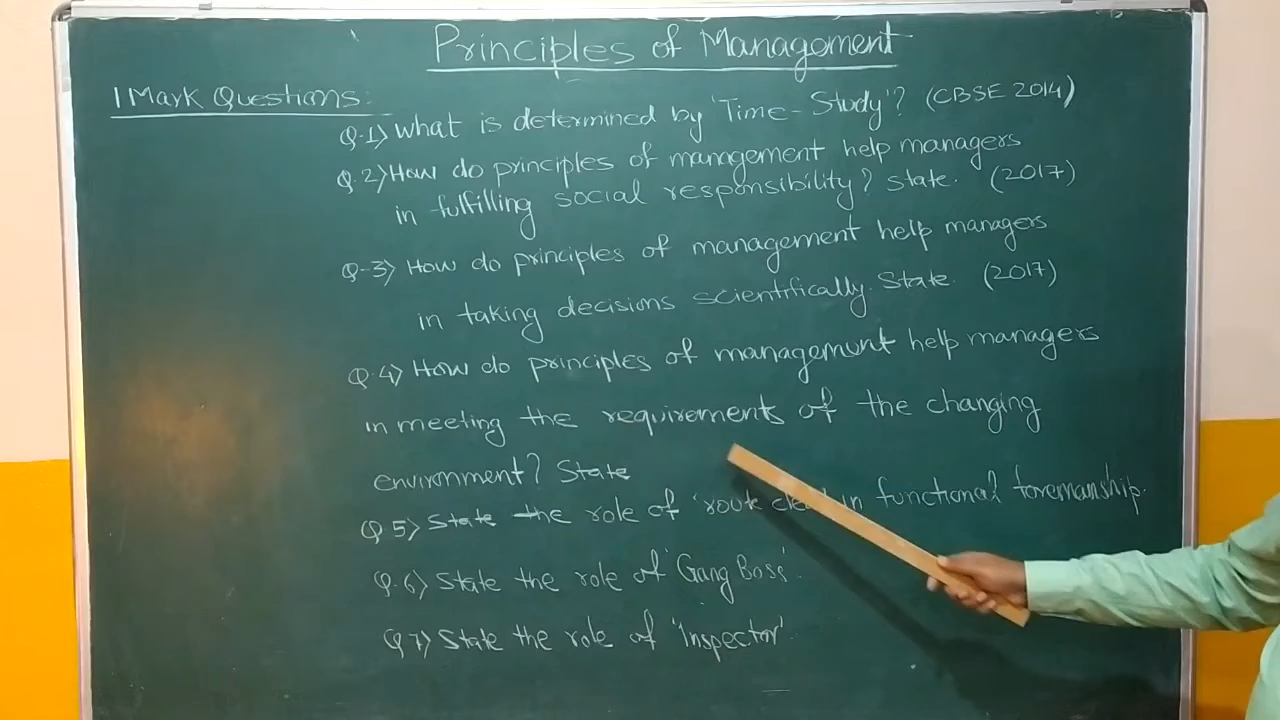 Principles of Management
1 Mark Questions:
Q.1) What is determined by 'Time-Study'? (CBSE 2014)
Q.2) How do principles of management help managers
in fulfilling social responsibility? State. (2017)
Q.3) How do principles of management help managers
in taking decisions scientifically. State. (2017)
Q.4) How do principles of management help managers
in meeting the requirements of the changing
environment? State
Q 5) State the role of 'route in functional foremanship.
Q.6) State the role of 'Gang Boss'.
Q 7) State the role of 'Inspector'